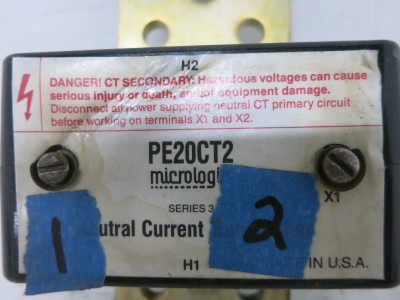 H2
DANGER! CT SECONDARY: Hazardous voltages can cause
serious injury or death, and/or equipment damage.
Disconnect all power supplying neutral CT primary circuit
before working on terminals X1 and X2.
PE20CT2
micrologi
SERIES 3
X1
utral Current
1
2
H1
IN U.S.A.